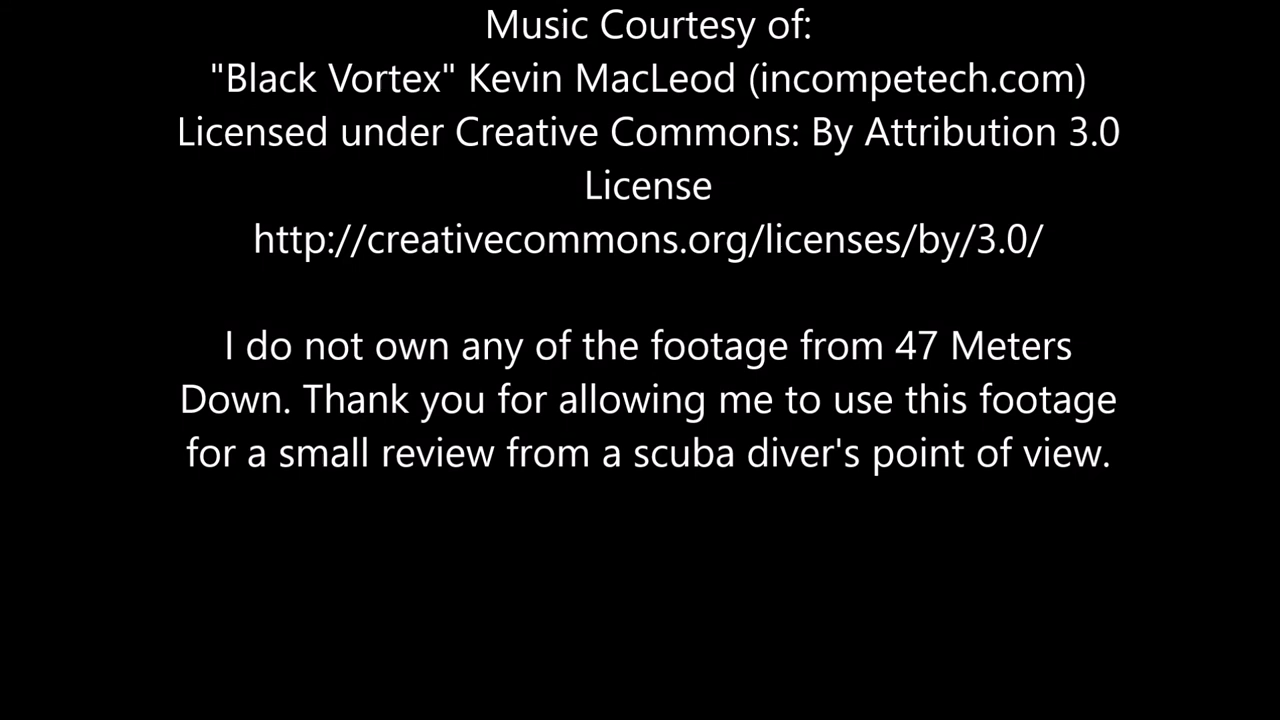 Music Courtesy of:
"Black Vortex" Kevin MacLeod (incompetech.com)
Licensed under Creative Commons: By Attribution 3.0
License
http://creativecommons.org/licenses/by/3.0/
I do not own any of the footage from 47 Meters
Down. Thank you for allowing me to use this footage
for a small review from a scuba diver's point of view.